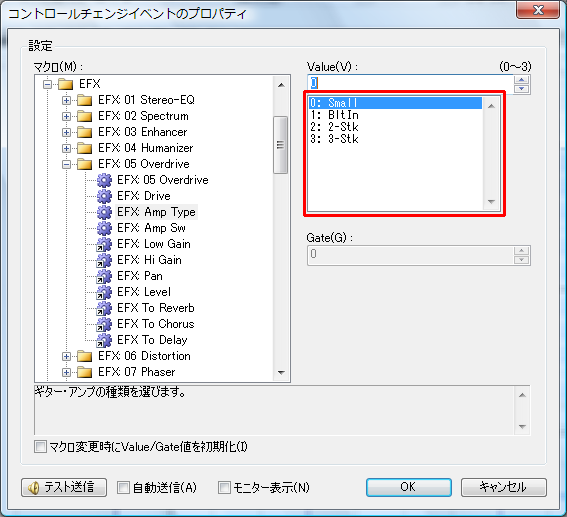 コントロールチェンジイベントのプロパティ
設定
マクロ(M) :
EFX
EFX: 01 Stereo-EQ
EFX: 02 Spectrum
EFX: 03 Enhancer
EFX: 04 Humanizer
EFX: 05 Overdrive
EFX: 05 Overdrive
EFX: Drive
EFX: Amp Type
EFX: Amp Sw
EFX: Low Gain
EFX: Hi Gain
EFX: Pan
EFX: Level
EFX To Reverb
EFX To Chorus
EFX To Delay
EFX: 06 Distortion
EFX: 07 Phaser
Value(V) : (0～3)
0
0: Small
1: BltIn
2: 2-Stk
3: 3-Stk
Gate(G) :
0
ギター・アンプの種類を選びます。
マクロ変更時にValue/Gate値を初期化(I)
テスト送信 自動送信(A) モニター表示(N) OK キャンセル